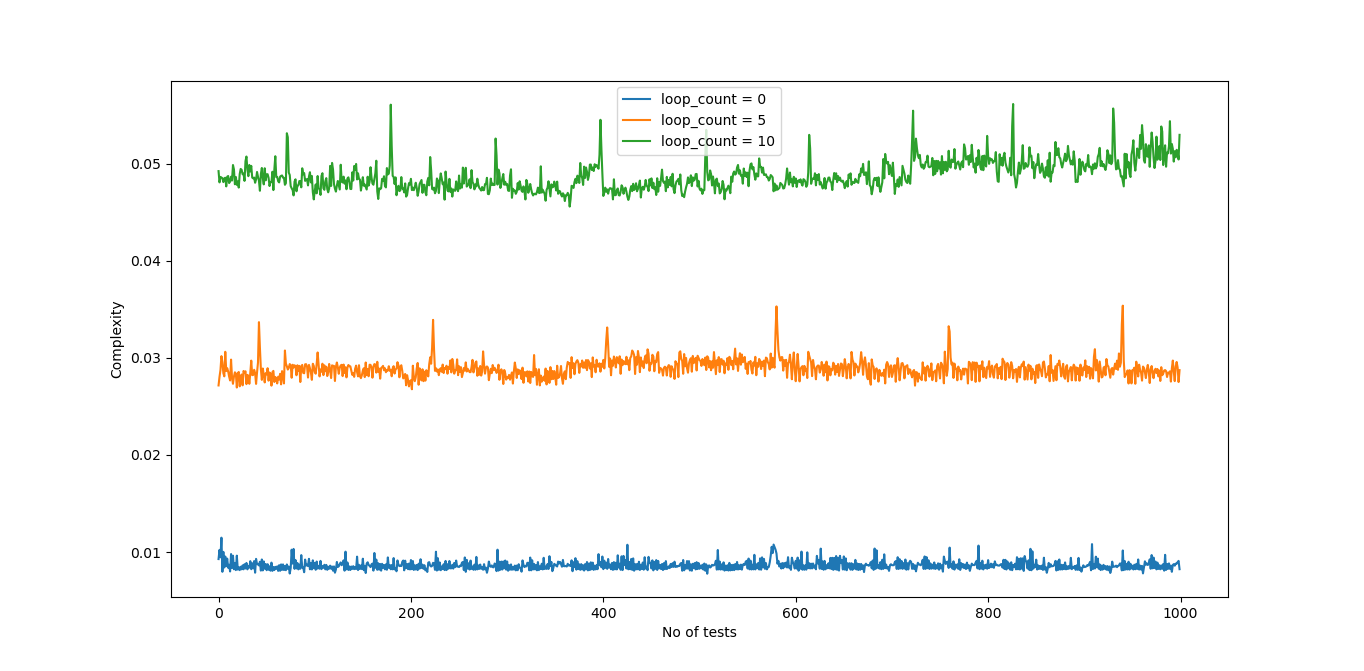 loop_count = 0
loop_count = 5
loop_count = 10
0.05
0.04
0.03
0.02
0.01
Complexity
0 200 400 600 800 1000
No of tests